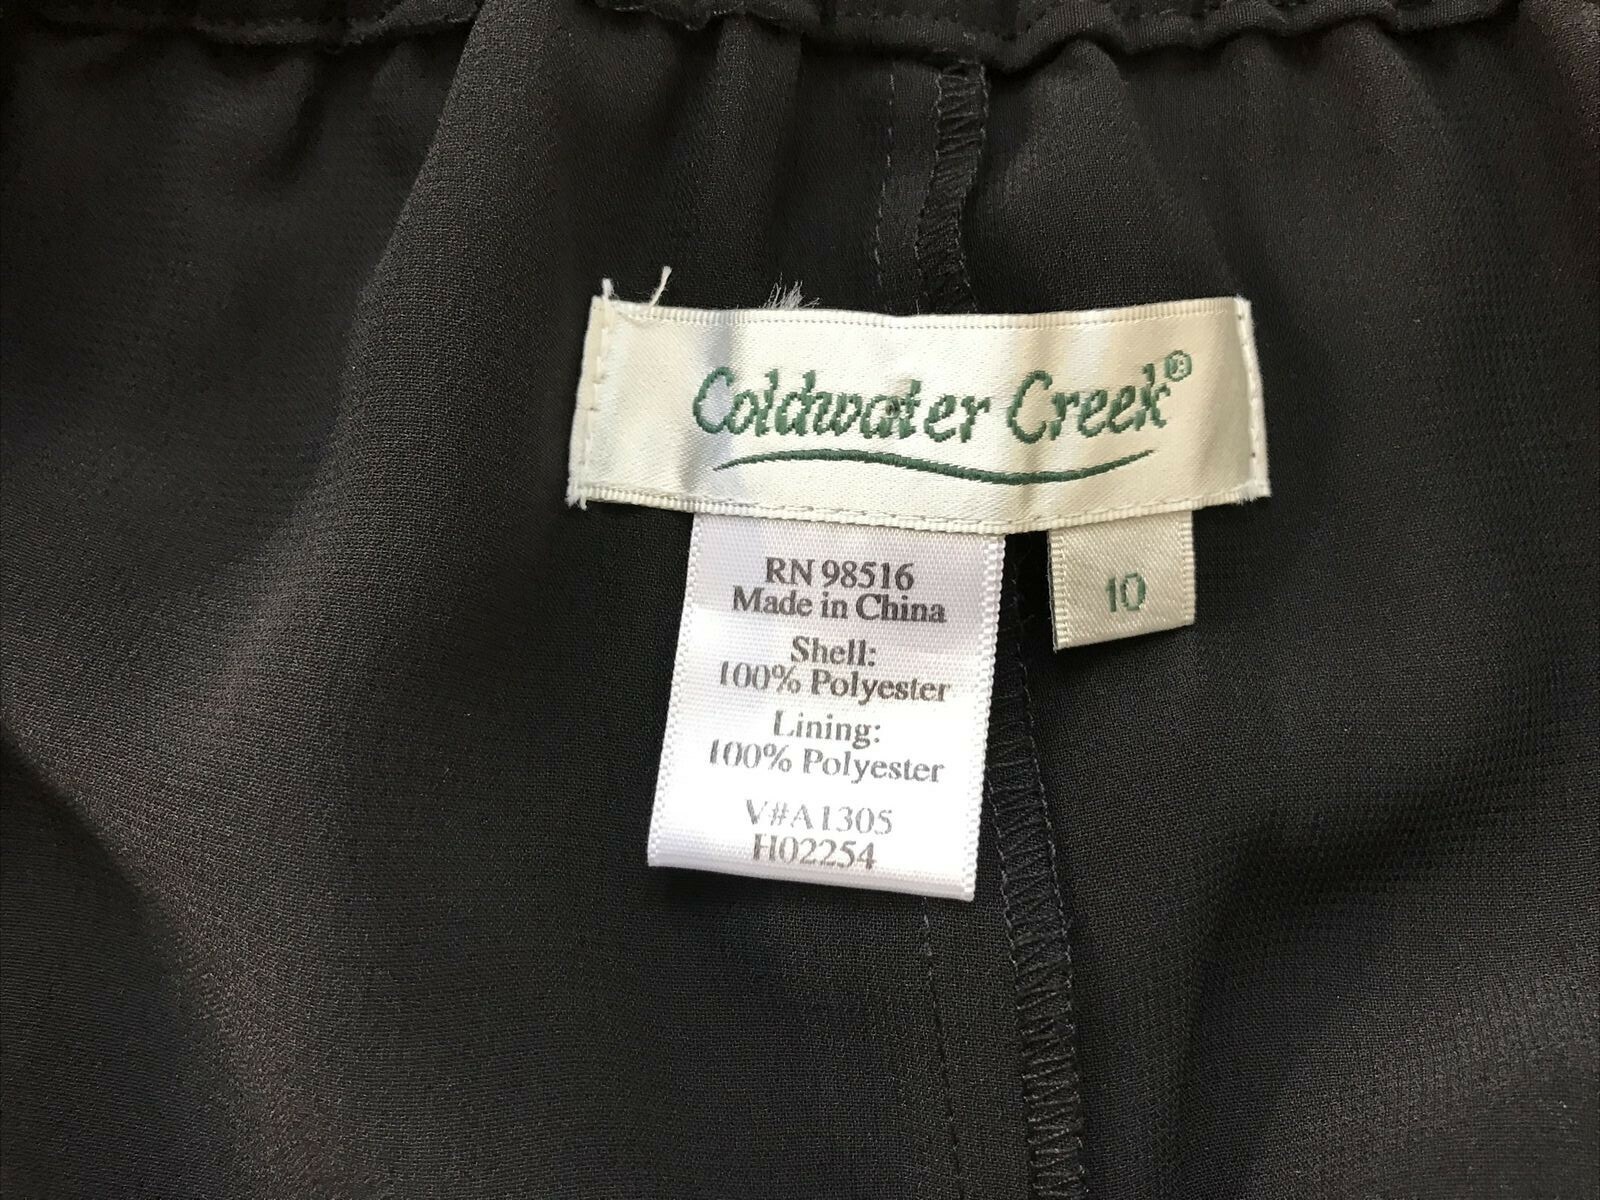 Coldwater Creek®
RN 98516
Made in China
Shell:
100% Polyester
Lining:
100% Polyester
V#A1305
H02254
10